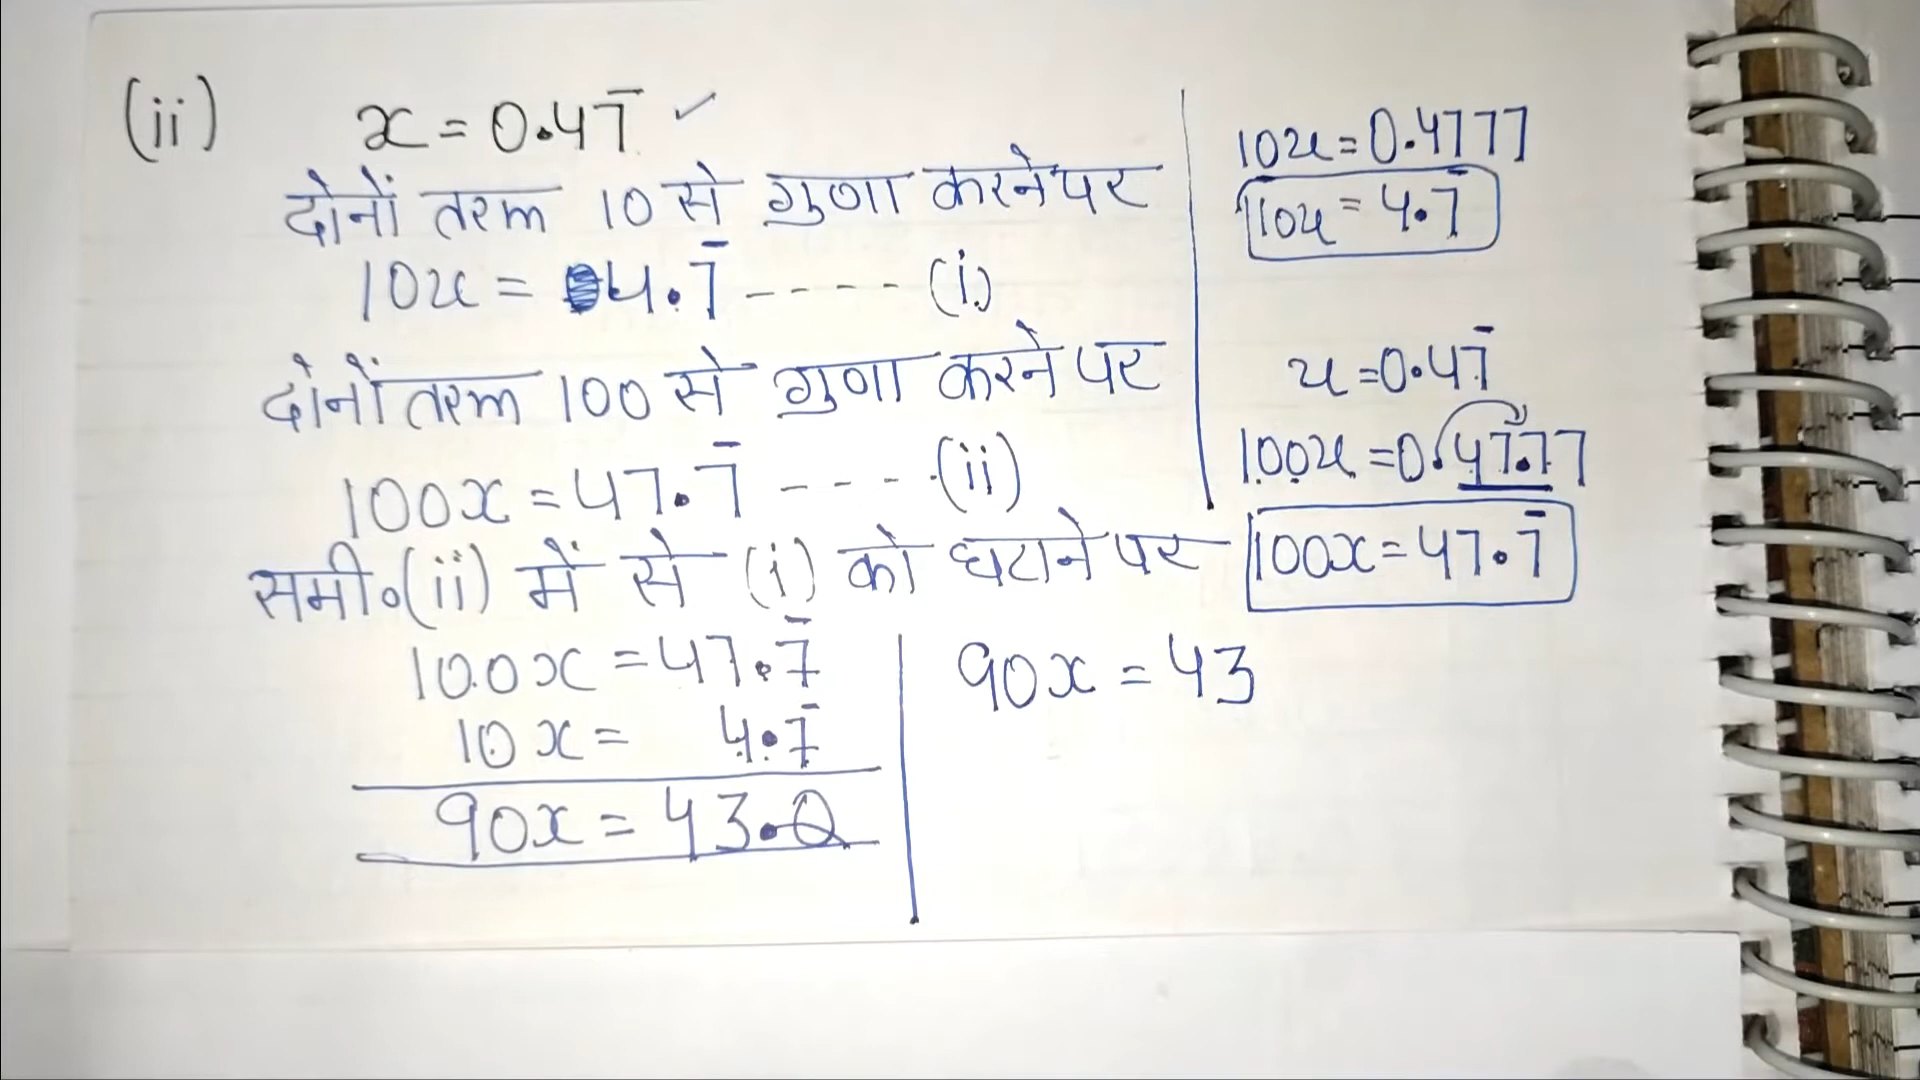 (ii) x = 0.47̄ ✓
दोनों तरफ 10 से गुणा करने पर
10x = 4.7̄ ---- (i)
दोनों तरफ 100 से गुणा करने पर
100x = 47.7̄ ---- (ii)
समी॰(ii) में से (i) को घटाने पर
100x = 47.7̄
10x = 4.7̄
90x = 43.0
90x = 43
10x = 0.4777
10x = 4.7̄
x = 0.47̄
100x = 0.47.77
100x = 47.7̄